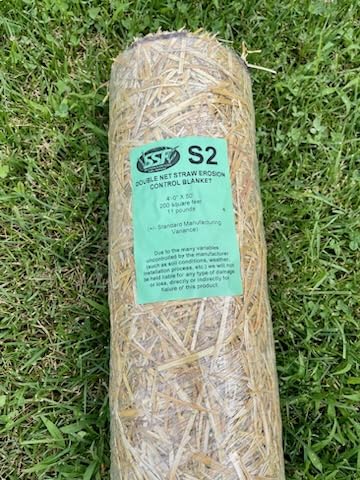 SSK S2
DOUBLE NET STRAW EROSION
CONTROL BLANKET
4'-0" X 50'
200 square feet
11 pounds
(+/- Standard Manufacturing
Variance)
Due to the many variables
uncontrolled by the manufacturer
(such as soil conditions, weather,
installation process, etc.) we will not
be held liable for any type of damage
or loss, directly or indirectly for
failure of this product.